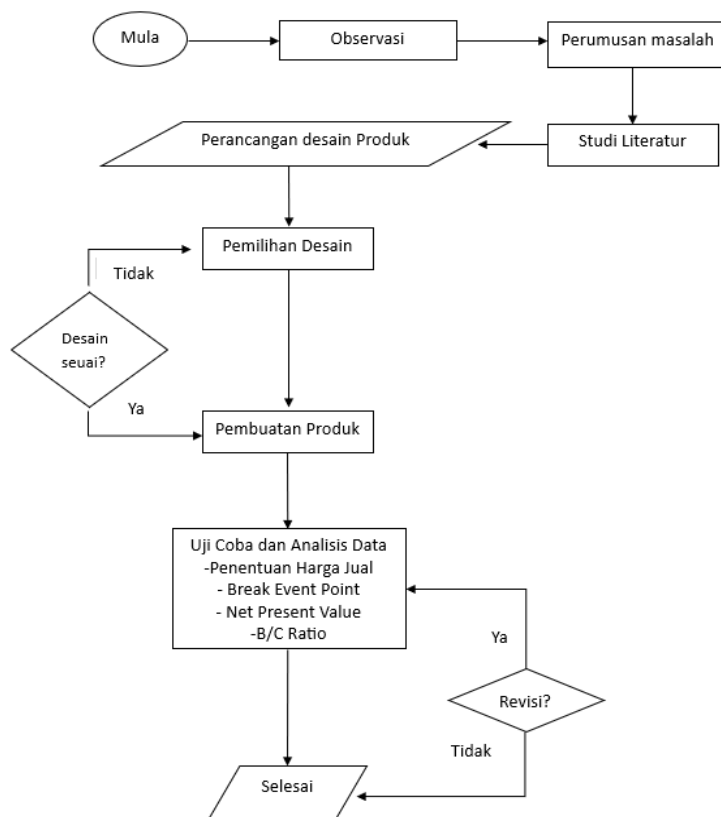 Mula
Observasi
Perumusan masalah
Studi Literatur
Perancangan desain Produk
Pemilihan Desain
Tidak
Desain
seuai?
Ya
Pembuatan Produk
Uji Coba dan Analisis Data
-Penentuan Harga Jual
- Break Event Point
- Net Present Value
-B/C Ratio
Ya
Revisi?
Tidak
Selesai